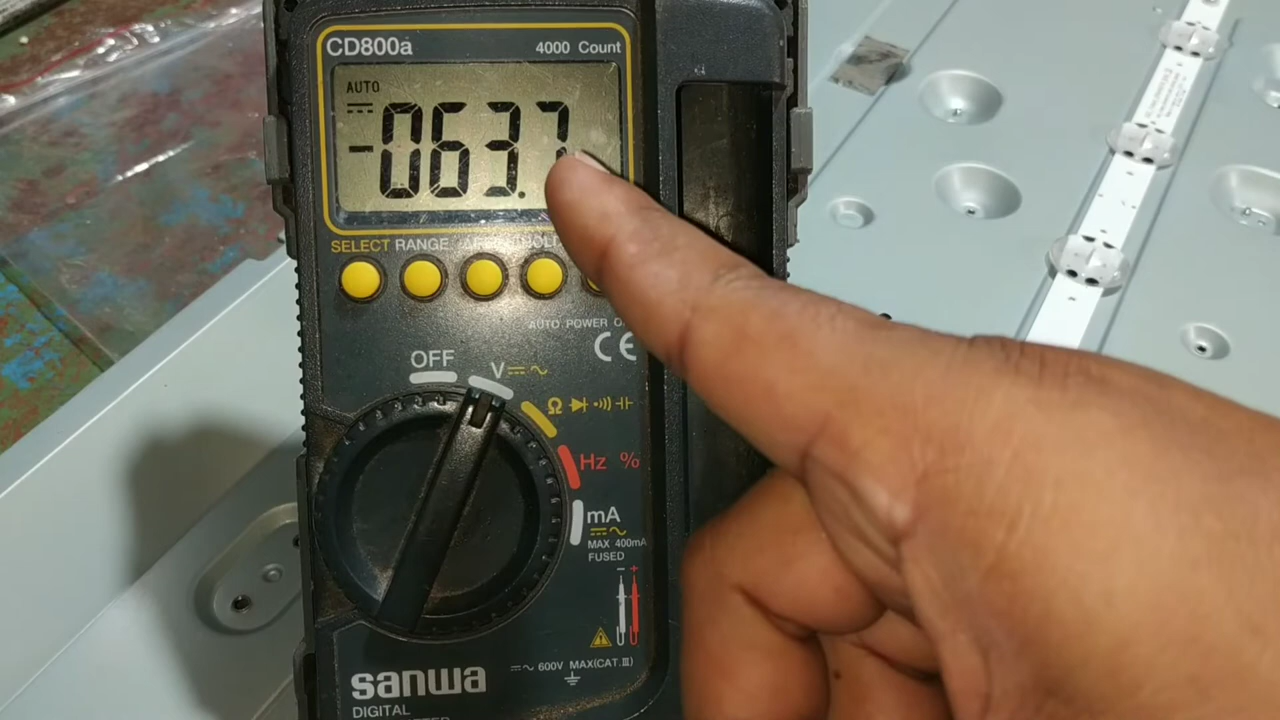 CD800a 4000 Count
AUTO
-063.7
SELECT RANGE
AUTO POWER
CE
OFF V
Ω
Hz %
mA
MAX 400mA
FUSED
- +
sanwa
600V MAX(CAT.III)
DIGITAL